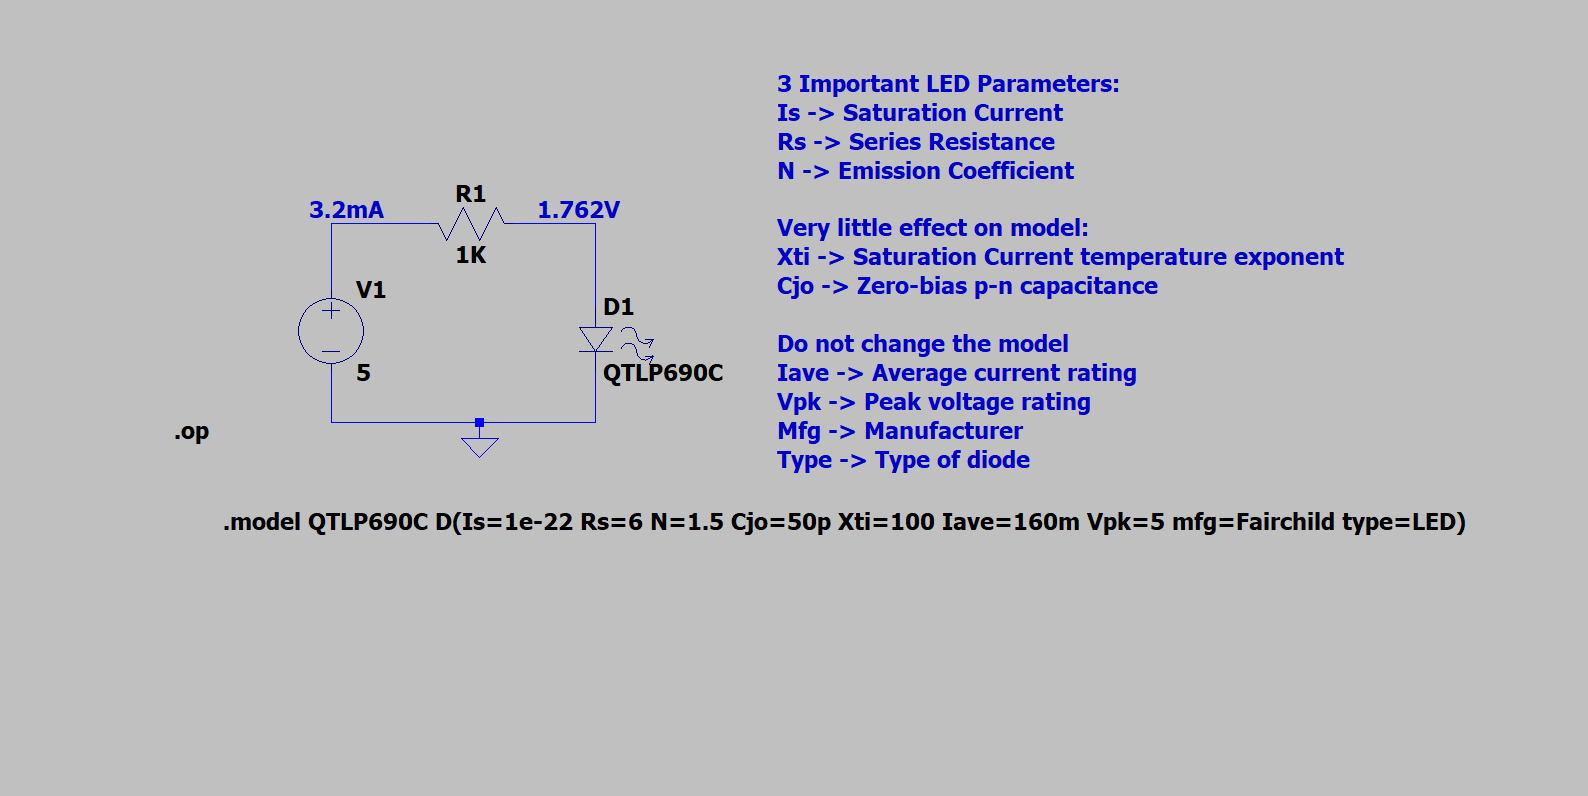 3 Important LED Parameters:
Is -> Saturation Current
Rs -> Series Resistance
N -> Emission Coefficient
Very little effect on model:
Xti -> Saturation Current temperature exponent
Cjo -> Zero-bias p-n capacitance
Do not change the model
Iave -> Average current rating
Vpk -> Peak voltage rating
Mfg -> Manufacturer
Type -> Type of diode
R1
3.2mA
1.762V
1K
V1
D1
5
QTLP690C
.op
.model QTLP690C D(Is=1e-22 Rs=6 N=1.5 Cjo=50p Xti=100 Iave=160m Vpk=5 mfg=Fairchild type=LED)